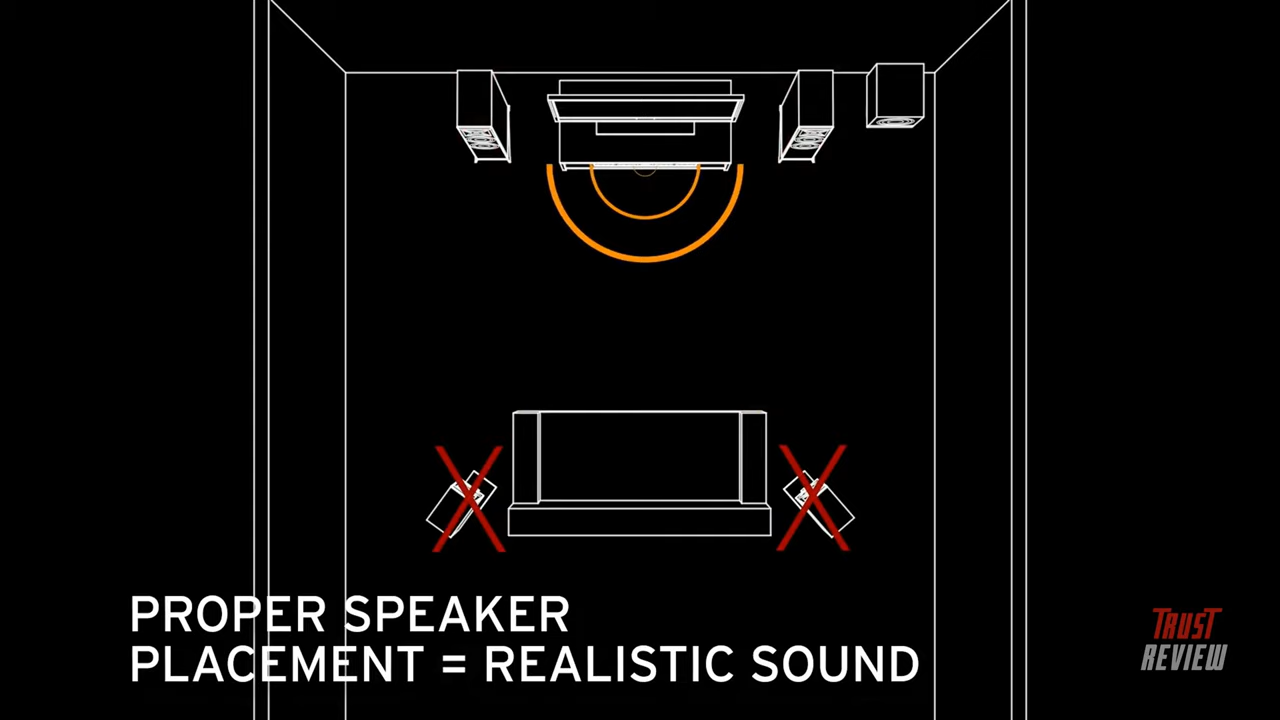 PROPER SPEAKER
PLACEMENT = REALISTIC SOUND
TRUST
REVIEW